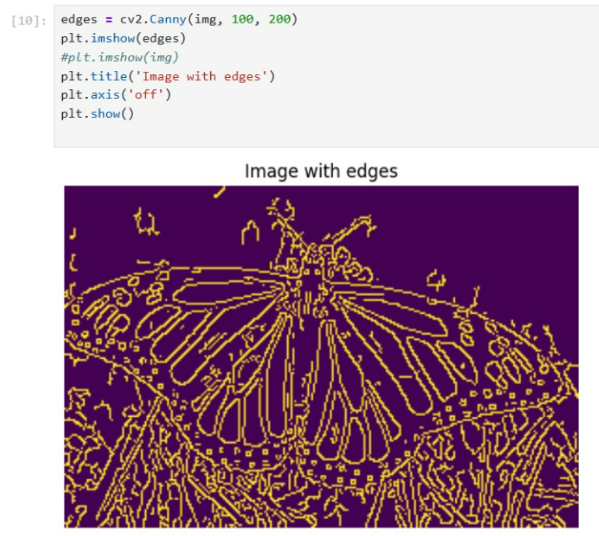 [10]: edges = cv2.Canny(img, 100, 200)
plt.imshow(edges)
#plt.imshow(img)
plt.title('Image with edges')
plt.axis('off')
plt.show()
Image with edges